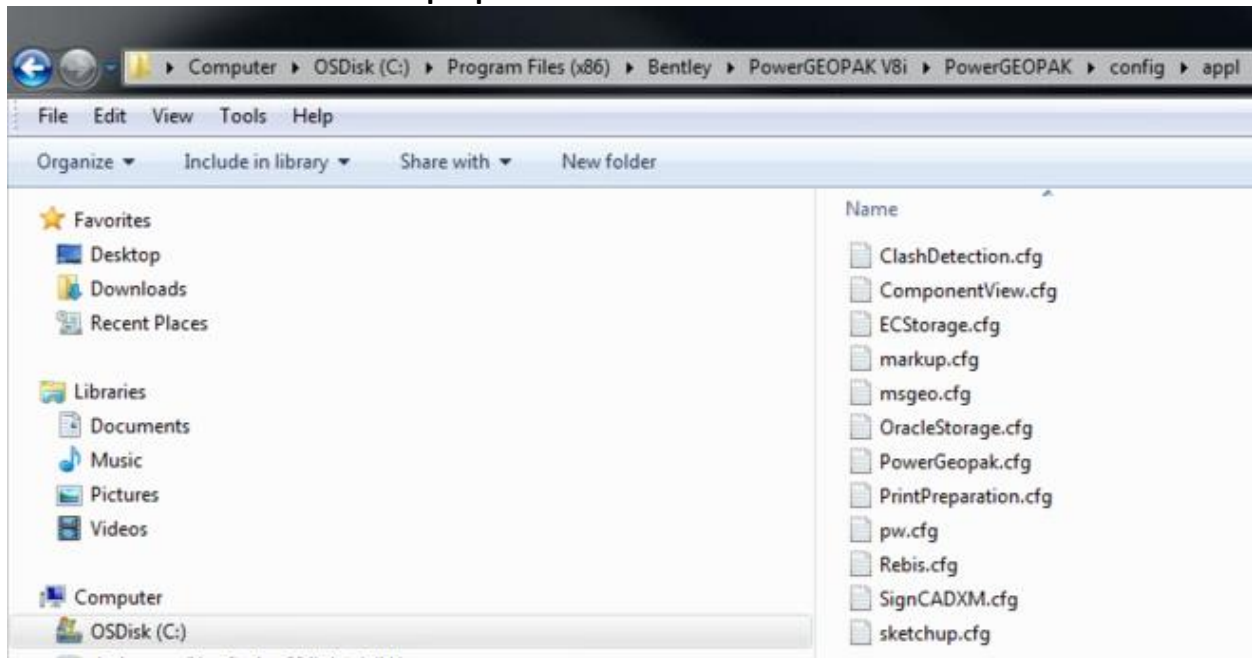 Computer ▸ OSDisk (C:) ▸ Program Files (x86) ▸ Bentley ▸ PowerGEOPAK V8i ▸ PowerGEOPAK ▸ config ▸ appl
File Edit View Tools Help
Organize Include in library Share with New folder
Favorites
Desktop
Downloads
Recent Places
Libraries
Documents
Music
Pictures
Videos
Computer
OSDisk (C:)
Name
ClashDetection.cfg
ComponentView.cfg
ECStorage.cfg
markup.cfg
msgeo.cfg
OracleStorage.cfg
PowerGeopak.cfg
PrintPreparation.cfg
pw.cfg
Rebis.cfg
SignCADXM.cfg
sketchup.cfg